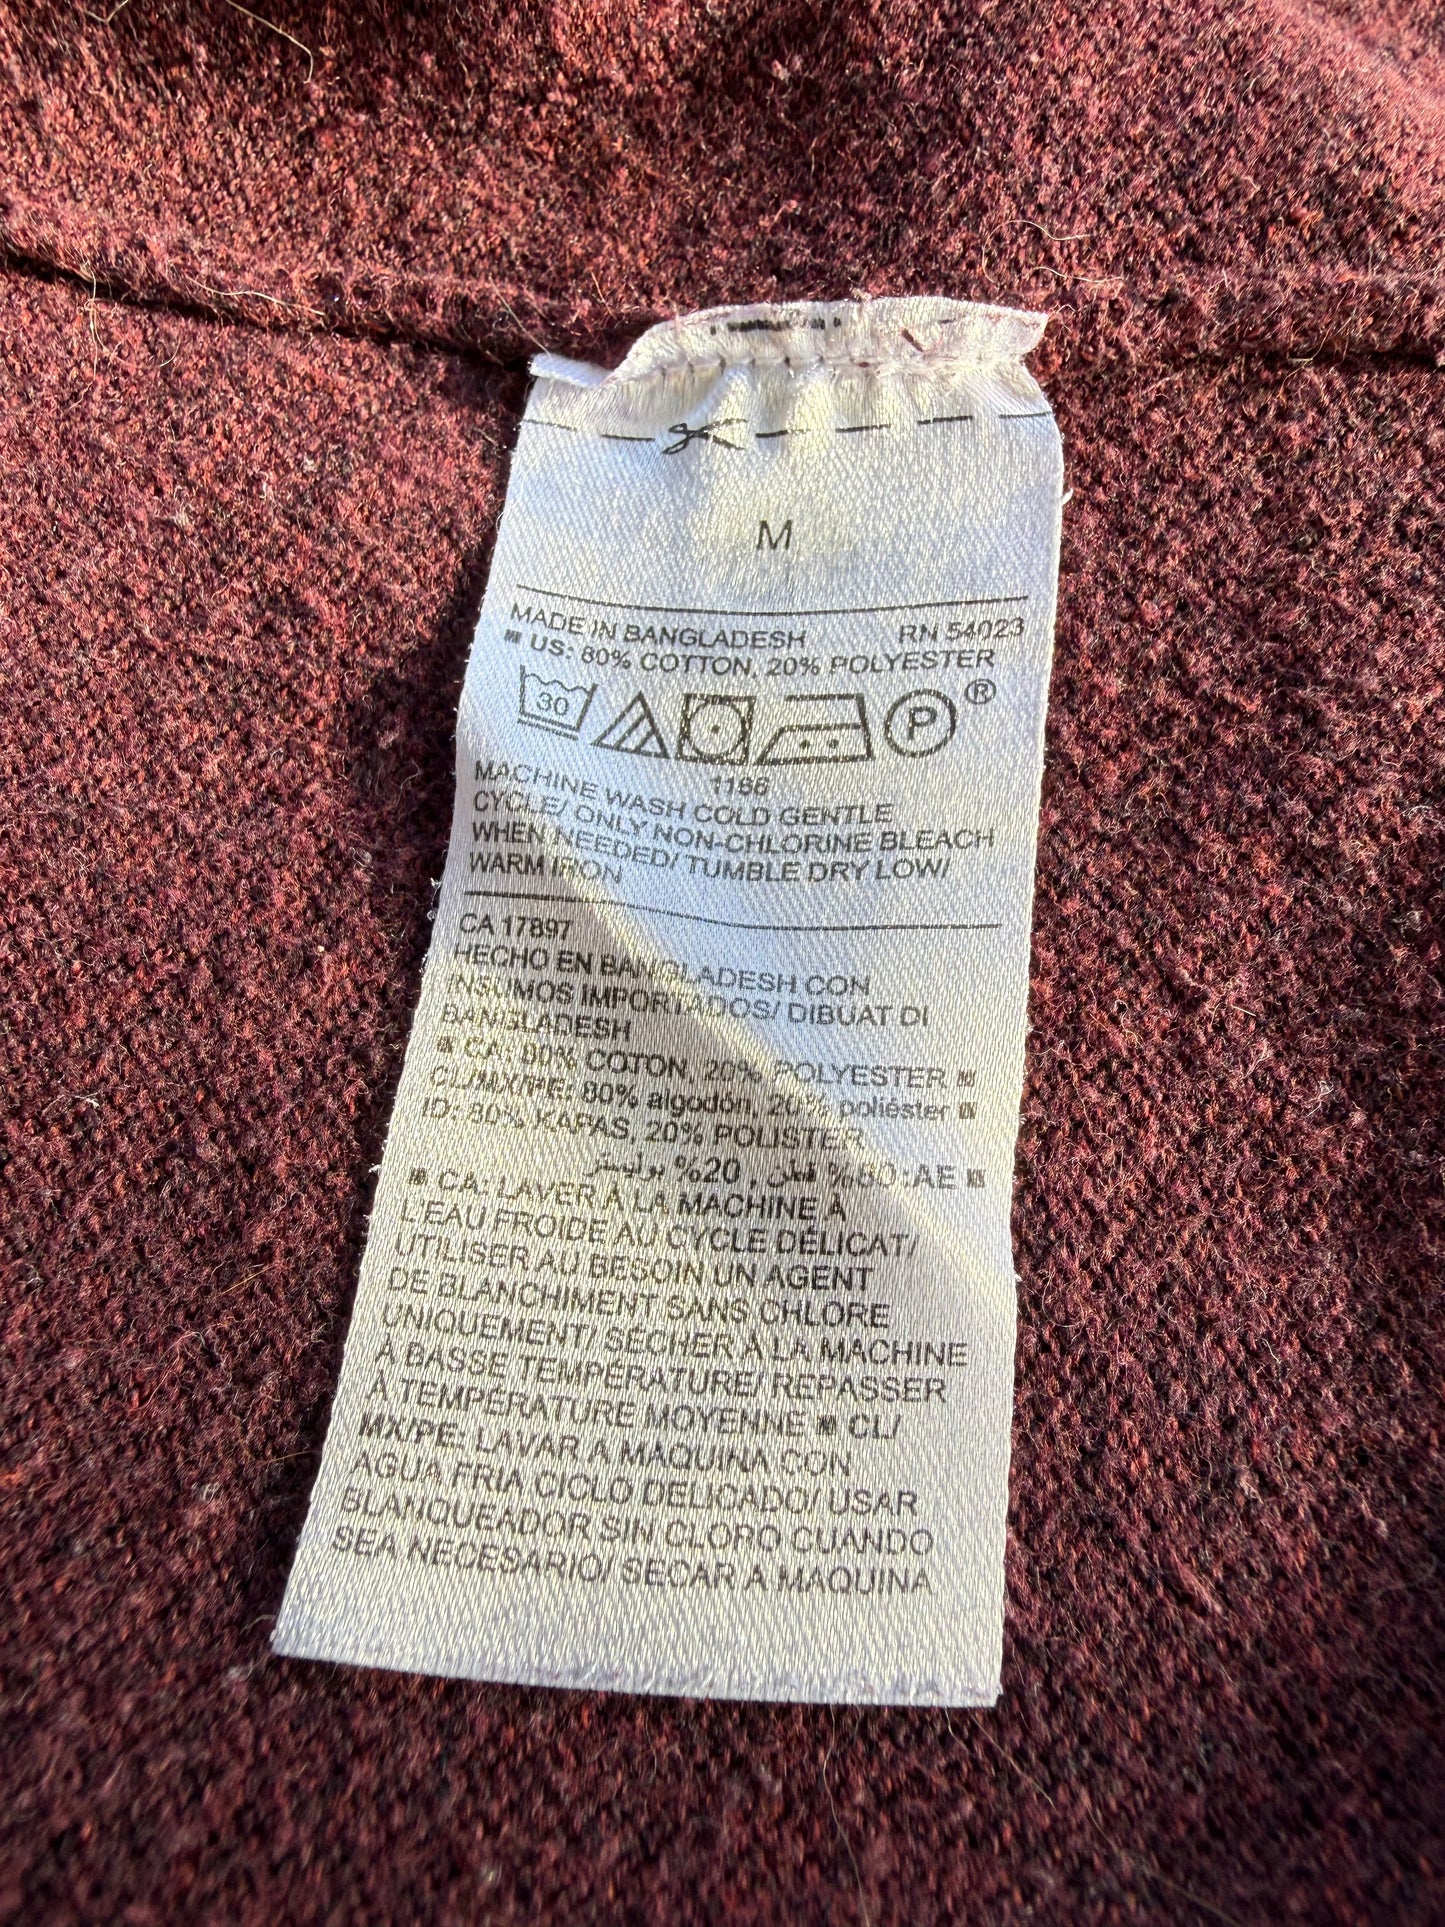 M
MADE IN BANGLADESH RN 54023
US: 80% COTTON, 20% POLYESTER
30 P ®
1166
MACHINE WASH COLD GENTLE
CYCLE/ ONLY NON-CHLORINE BLEACH
WHEN NEEDED/ TUMBLE DRY LOW/
WARM IRON
CA 17897
HECHO EN BANGLADESH CON
INSUMOS IMPORTADOS/ DIBUAT DI
BANGLADESH
CA: 80% COTON, 20% POLYESTER
CL/MX/PE: 80% algodón, 20% poliéster
ID: 80% KAPAS, 20% POLISTER
AE: 80% قطن, 20% بوليستر
CA: LAVER À LA MACHINE À
L'EAU FROIDE AU CYCLE DÉLICAT/
UTILISER AU BESOIN UN AGENT
DE BLANCHIMENT SANS CHLORE
UNIQUEMENT/ SÉCHER À LA MACHINE
À BASSE TEMPÉRATURE/ REPASSER
À TEMPÉRATURE MOYENNE CL/
MX/PE: LAVAR A MAQUINA CON
AGUA FRIA CICLO DELICADO/ USAR
BLANQUEADOR SIN CLORO CUANDO
SEA NECESARIO/ SECAR A MAQUINA